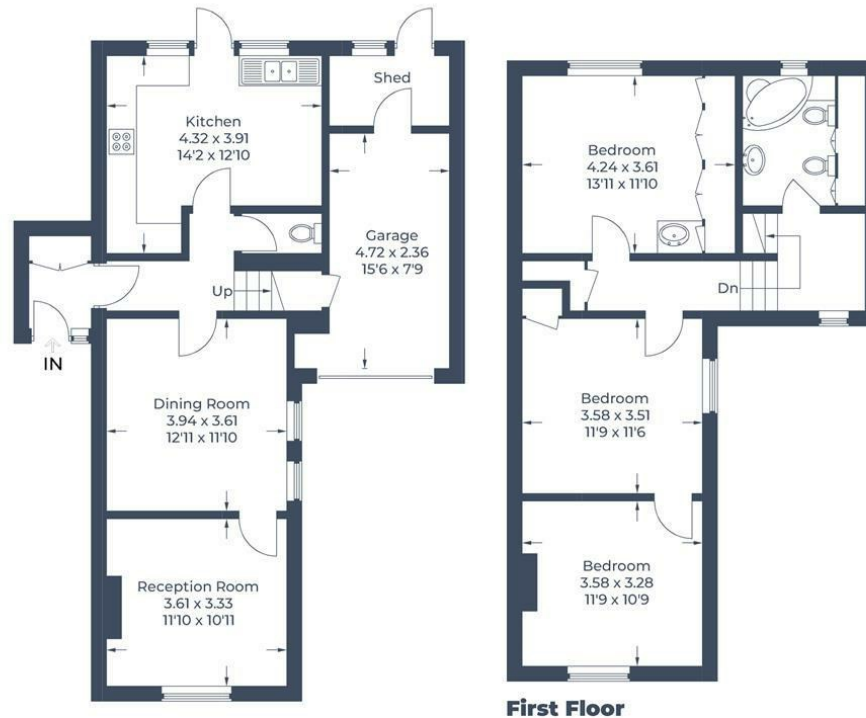 Kitchen
4.32 x 3.91
14'2 x 12'10
Shed
Garage
4.72 x 2.36
15'6 x 7'9
Up
IN
Dining Room
3.94 x 3.61
12'11 x 11'10
Reception Room
3.61 x 3.33
11'10 x 10'11
Bedroom
4.24 x 3.61
13'11 x 11'10
Dn
Bedroom
3.58 x 3.51
11'9 x 11'6
Bedroom
3.58 x 3.28
11'9 x 10'9
First Floor